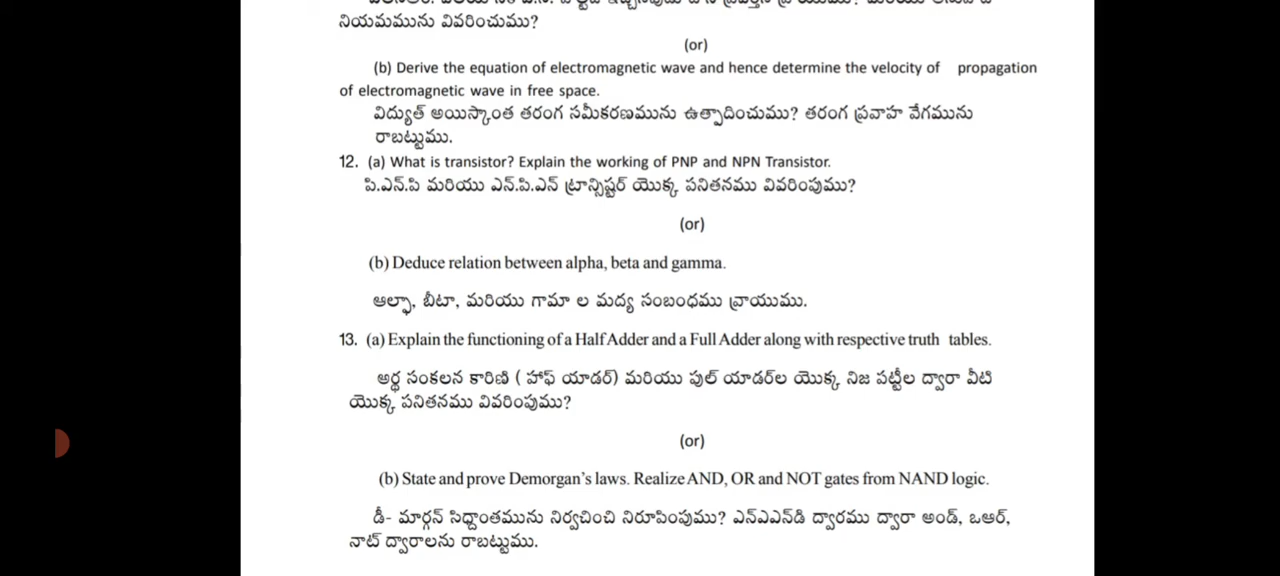 నియమమును వివరించుము?
(or)
(b) Derive the equation of electromagnetic wave and hence determine the velocity of propagation
of electromagnetic wave in free space.
విద్యుత్ అయిస్కాంత తరంగ సమీకరణమును ఉత్పాదించుము? తరంగ ప్రవాహ వేగమును
రాబట్టుము.
12. (a) What is transistor? Explain the working of PNP and NPN Transistor.
పి.ఎన్.పి మరియు ఎన్.పి.ఎన్ ట్రాన్సిష్టర్ యొక్క పనితనము వివరింపుము?
(or)
(b) Deduce relation between alpha, beta and gamma.
ఆల్ఫా, బీటా, మరియు గామా ల మధ్య సంబంధము వ్రాయుము.
13. (a) Explain the functioning of a Half Adder and a Full Adder along with respective truth tables.
అర్థ సంకలన కారిణి ( హాఫ్ యాడర్) మరియు పుల్ యాడర్‌ల యొక్క నిజ పట్టీల ద్వారా వీటి
యొక్క పనితనము వివరింపుము?
(or)
(b) State and prove Demorgan's laws. Realize AND, OR and NOT gates from NAND logic.
డీ- మార్గన్ సిద్ధాంతమును నిర్వచించి నిరూపింపుము? ఎన్ఎఎన్‌డి ద్వారము ద్వారా అండ్, ఒఆర్,
నాట్ ద్వారాలను రాబట్టుము.